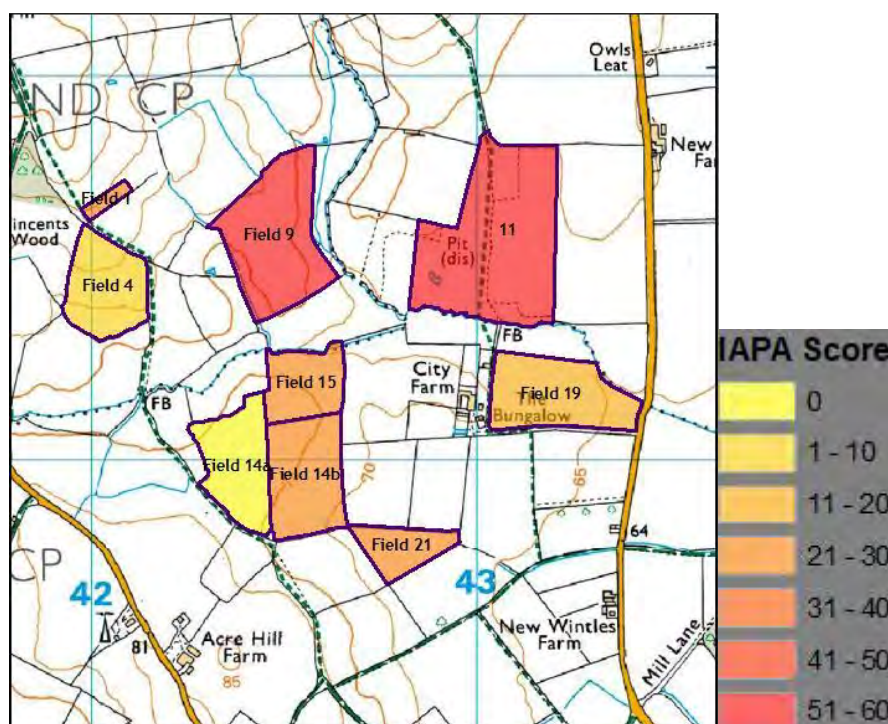 Owls
Leat
ND CP
New
Fa
Field 1
incents
Wood
Field 9
11
Pit
(dis)
Field 4
FB
City
Farm
Field 15
Field 19
Bungalow
FB
Field 14a
Field 14b
70
65
Field 21
64
CP
42
43
81
Acre Hill
Farm
85
New Wintles
Farm
Mill Lane
IAPA Score
0
1 - 10
11 - 20
21 - 30
31 - 40
41 - 50
51 - 60